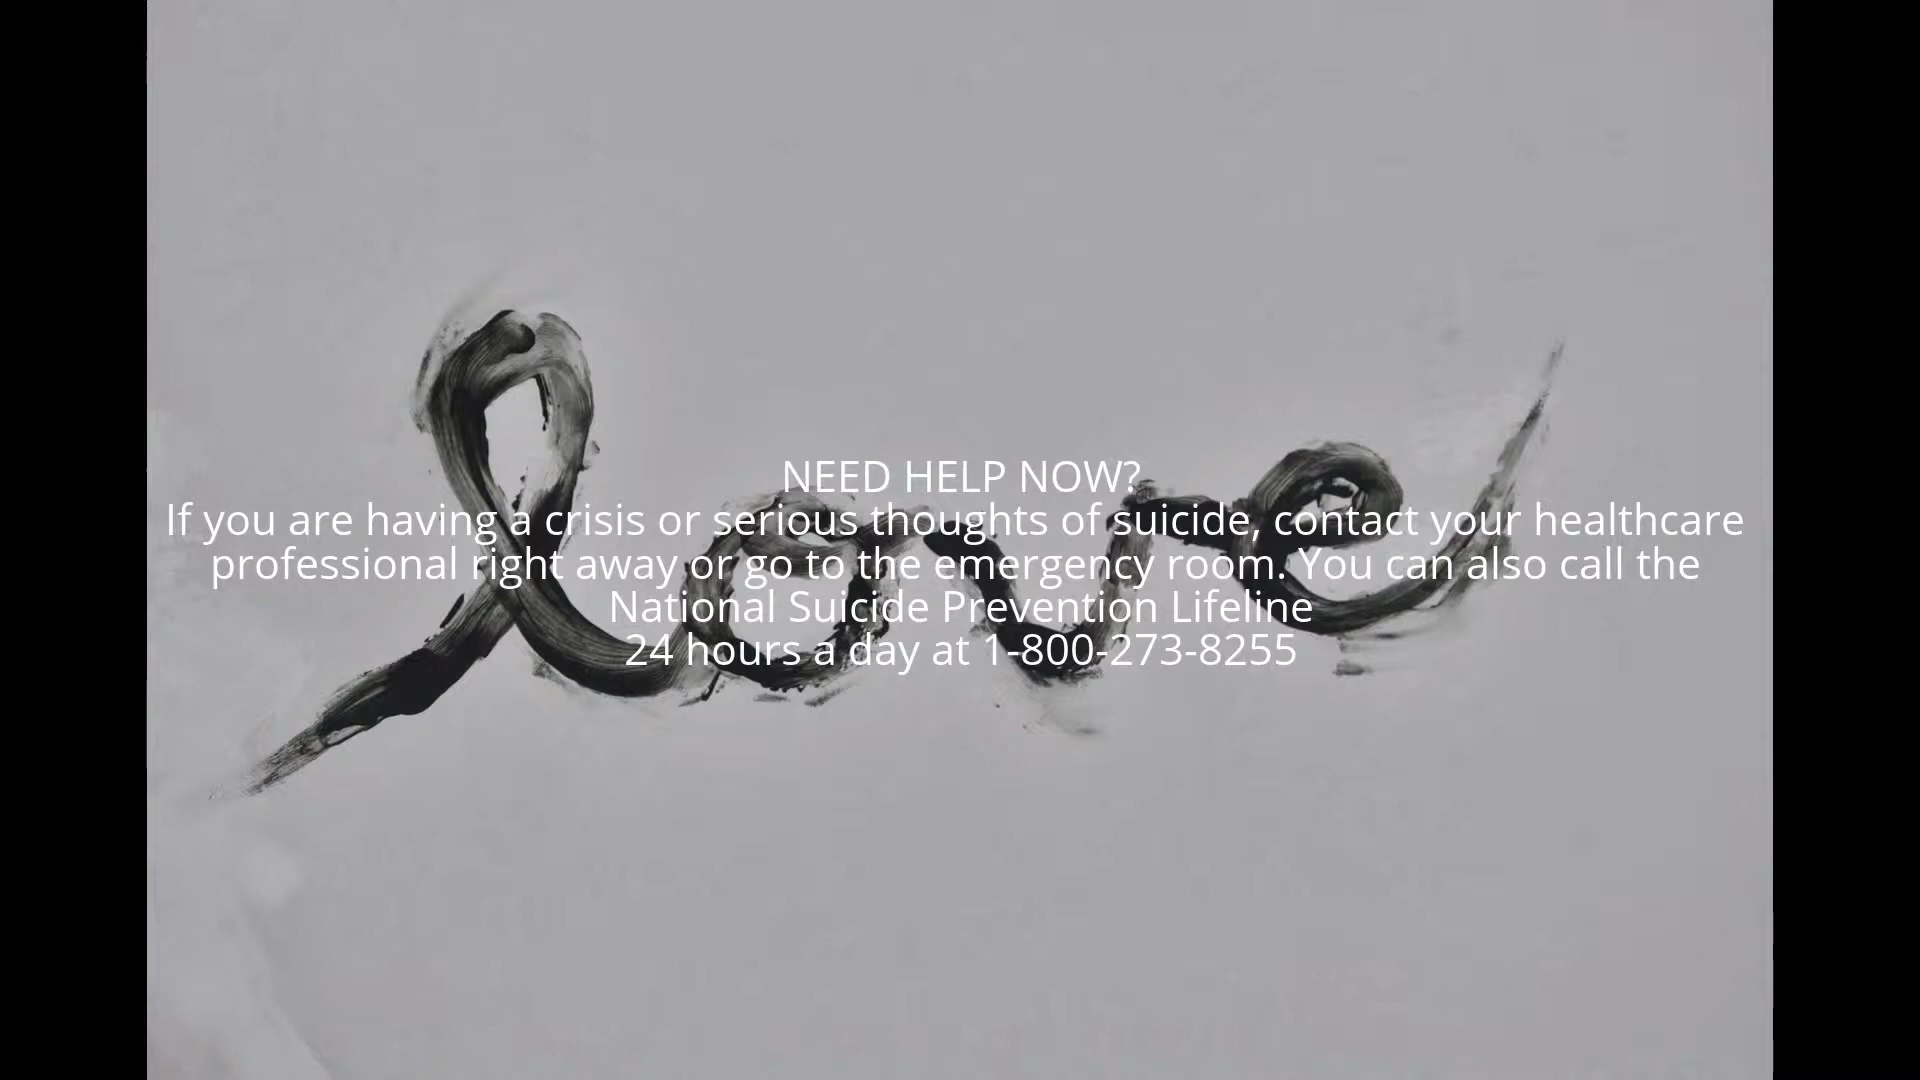 NEED HELP NOW?
If you are having a crisis or serious thoughts of suicide, contact your healthcare
professional right away or go to the emergency room. You can also call the
National Suicide Prevention Lifeline
24 hours a day at 1-800-273-8255
love